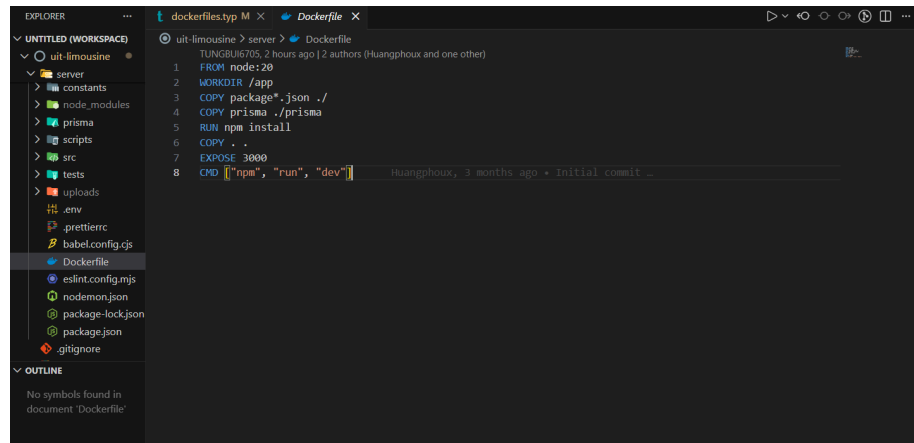 EXPLORER
dockerfiles.typ M
Dockerfile
UNTITLED (WORKSPACE)
uit-limousine
server
constants
node_modules
prisma
scripts
src
tests
uploads
.env
.prettierrc
babel.config.cjs
Dockerfile
eslint.config.mjs
nodemon.json
package-lock.json
package.json
.gitignore
OUTLINE
No symbols found in
document 'Dockerfile'
uit-limousine > server > Dockerfile
TUNGBUI6705, 2 hours ago | 2 authors (Huangphoux and one other)
1 FROM node:20
2 WORKDIR /app
3 COPY package*.json ./
4 COPY prisma ./prisma
5 RUN npm install
6 COPY . .
7 EXPOSE 3000
8 CMD ["npm", "run", "dev"] Huangphoux, 3 months ago • Initial commit …